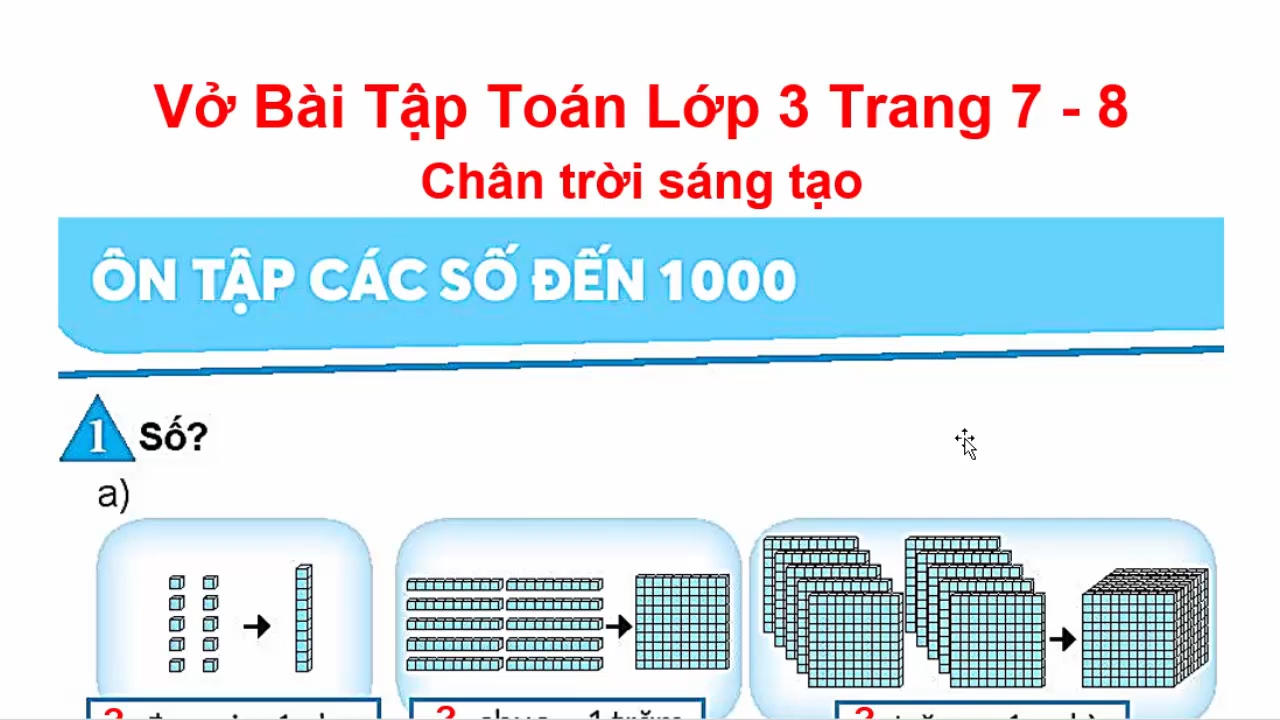 Vở Bài Tập Toán Lớp 3 Trang 7 - 8
Chân trời sáng tạo
ÔN TẬP CÁC SỐ ĐẾN 1000
1 Số?
a)